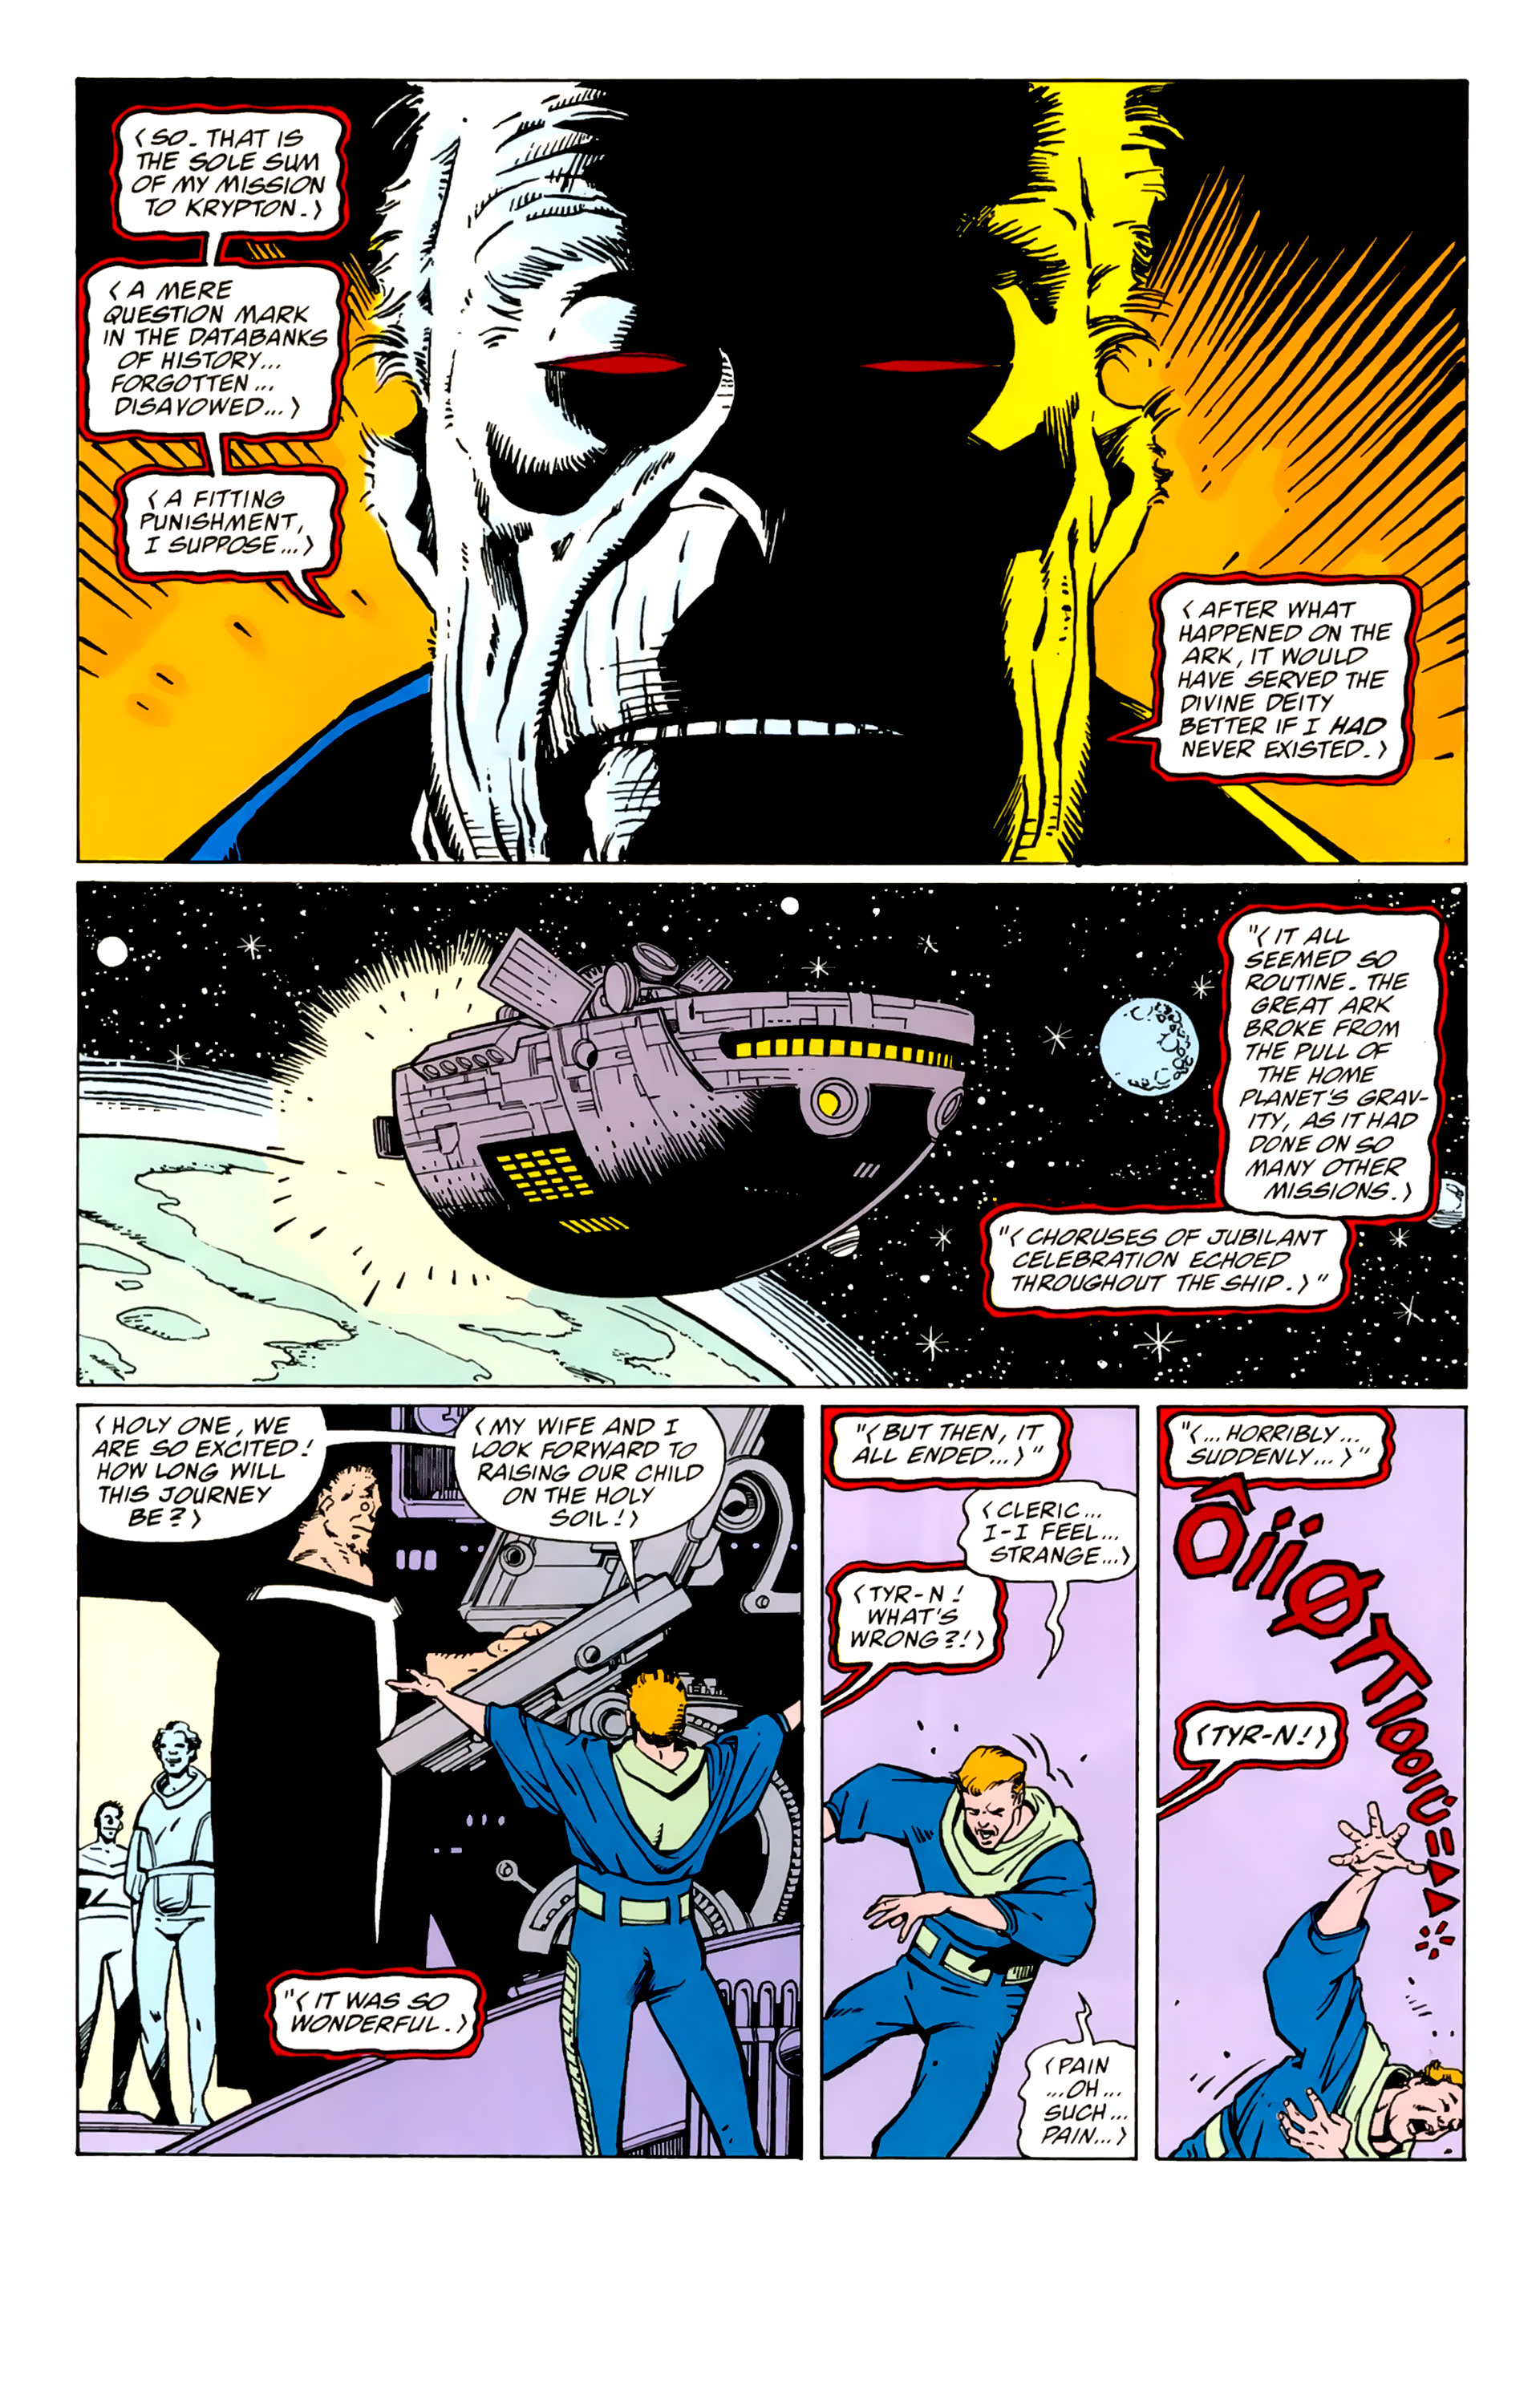 <SO. THAT IS
THE SOLE SUM
OF MY MISSION
TO KRYPTON.>
<A MERE
QUESTION MARK
IN THE DATABANKS
OF HISTORY...
FORGOTTEN...
DISAVOWED...>
<A FITTING
PUNISHMENT,
I SUPPOSE...>
<AFTER WHAT
HAPPENED ON THE
ARK, IT WOULD
HAVE SERVED THE
DIVINE DEITY
BETTER IF I HAD
NEVER EXISTED.>
"<IT ALL
SEEMED SO
ROUTINE. THE
GREAT ARK
BROKE FROM
THE PULL OF
THE HOME
PLANET'S GRAV-
ITY, AS IT HAD
DONE ON SO
MANY OTHER
MISSIONS.>
"<CHORUSES OF JUBILANT
CELEBRATION ECHOED
THROUGHOUT THE SHIP.>"
<HOLY ONE, WE
ARE SO EXCITED!
HOW LONG WILL
THIS JOURNEY
BE?>
<MY WIFE AND I
LOOK FORWARD TO
RAISING OUR CHILD
ON THE HOLY
SOIL!>
"<IT WAS SO
WONDERFUL.>
"<BUT THEN, IT
ALL ENDED...>"
<CLERIC...
I-I FEEL...
STRANGE...>
<TYR-N!
WHAT'S
WRONG?!>
<PAIN
...OH...
SUCH...
PAIN...>
"<...HORRIBLY...
SUDDENLY...>"
<TYR-N!>